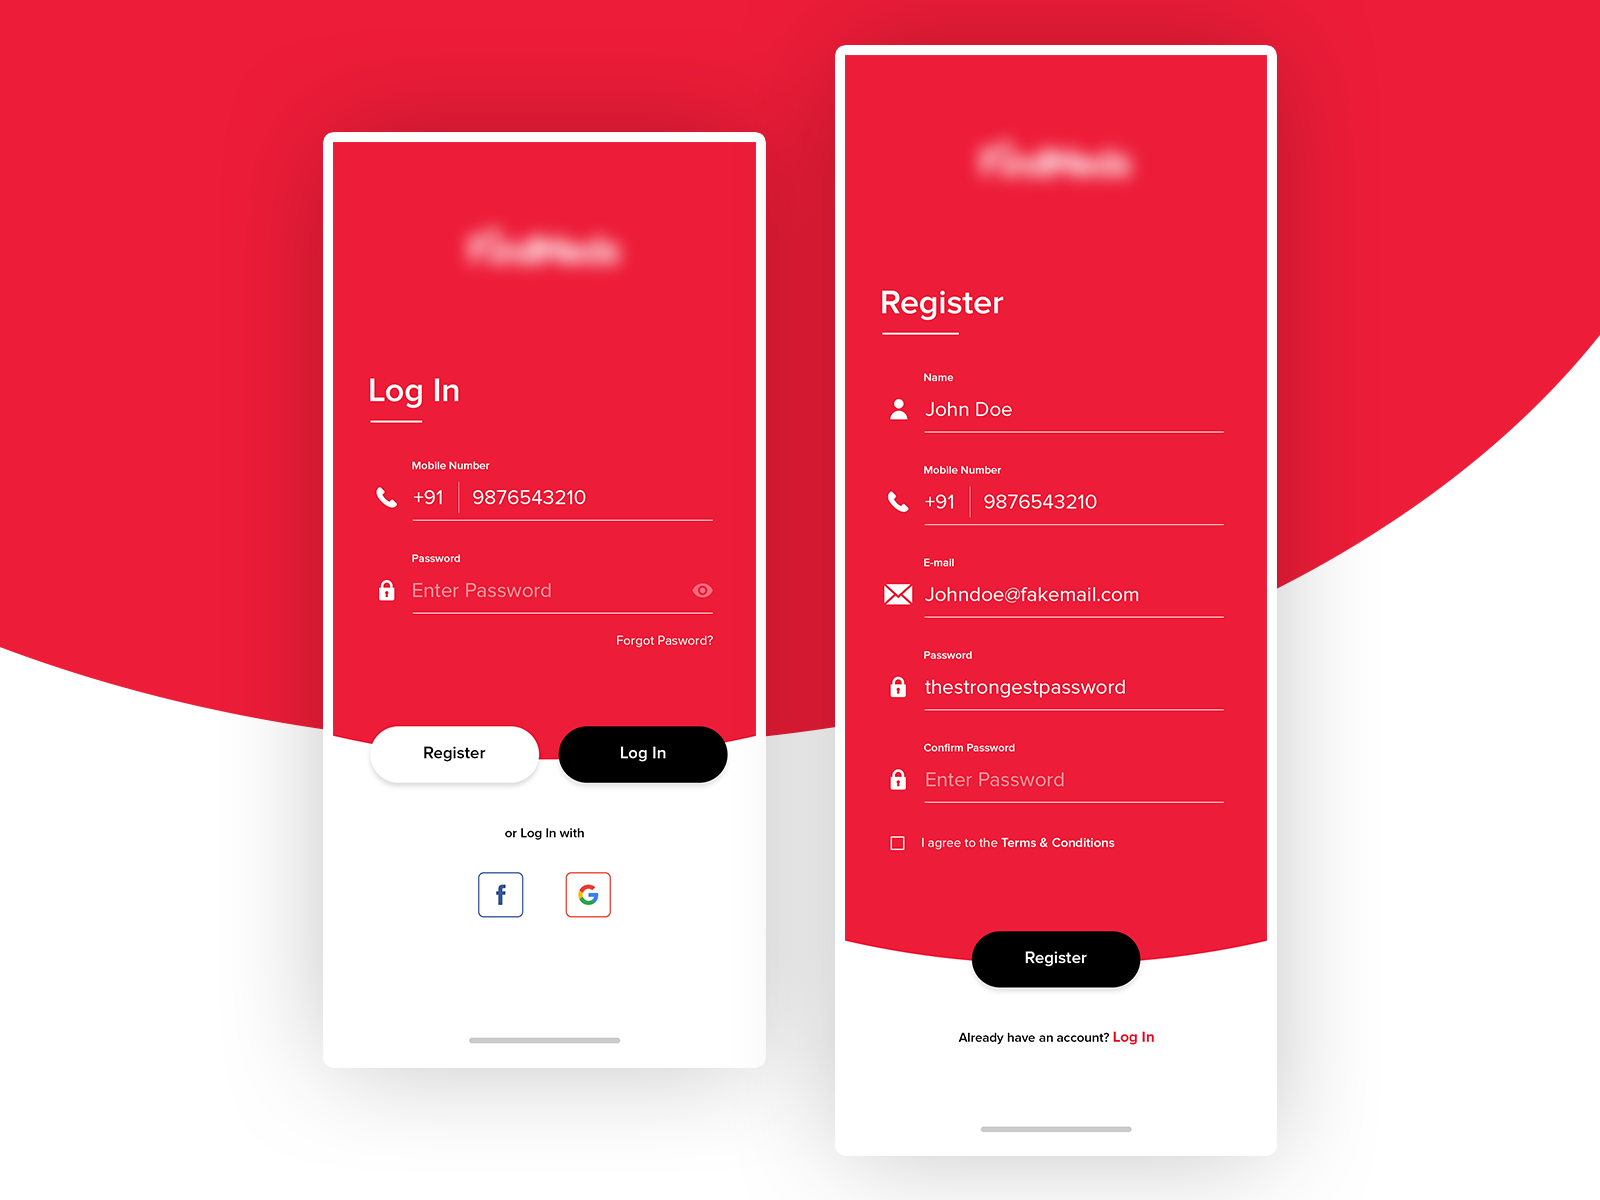 Log In
Mobile Number
+91 9876543210
Password
Enter Password
Forgot Pasword?
Register
Log In
or Log In with
f
G
Register
Name
John Doe
Mobile Number
+91 9876543210
E-mail
Johndoe@fakemail.com
Password
thestrongestpassword
Confirm Password
Enter Password
I agree to the Terms & Conditions
Register
Already have an account? Log In